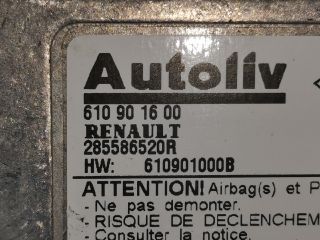 Autoliv
610 90 16 00
RENAULT
285586520R
HW: 610901000B
ATTENTION! Airbag(s) et P
- Ne pas demonter.
- RISQUE DE DECLENCHEM
- Consulter la notice.